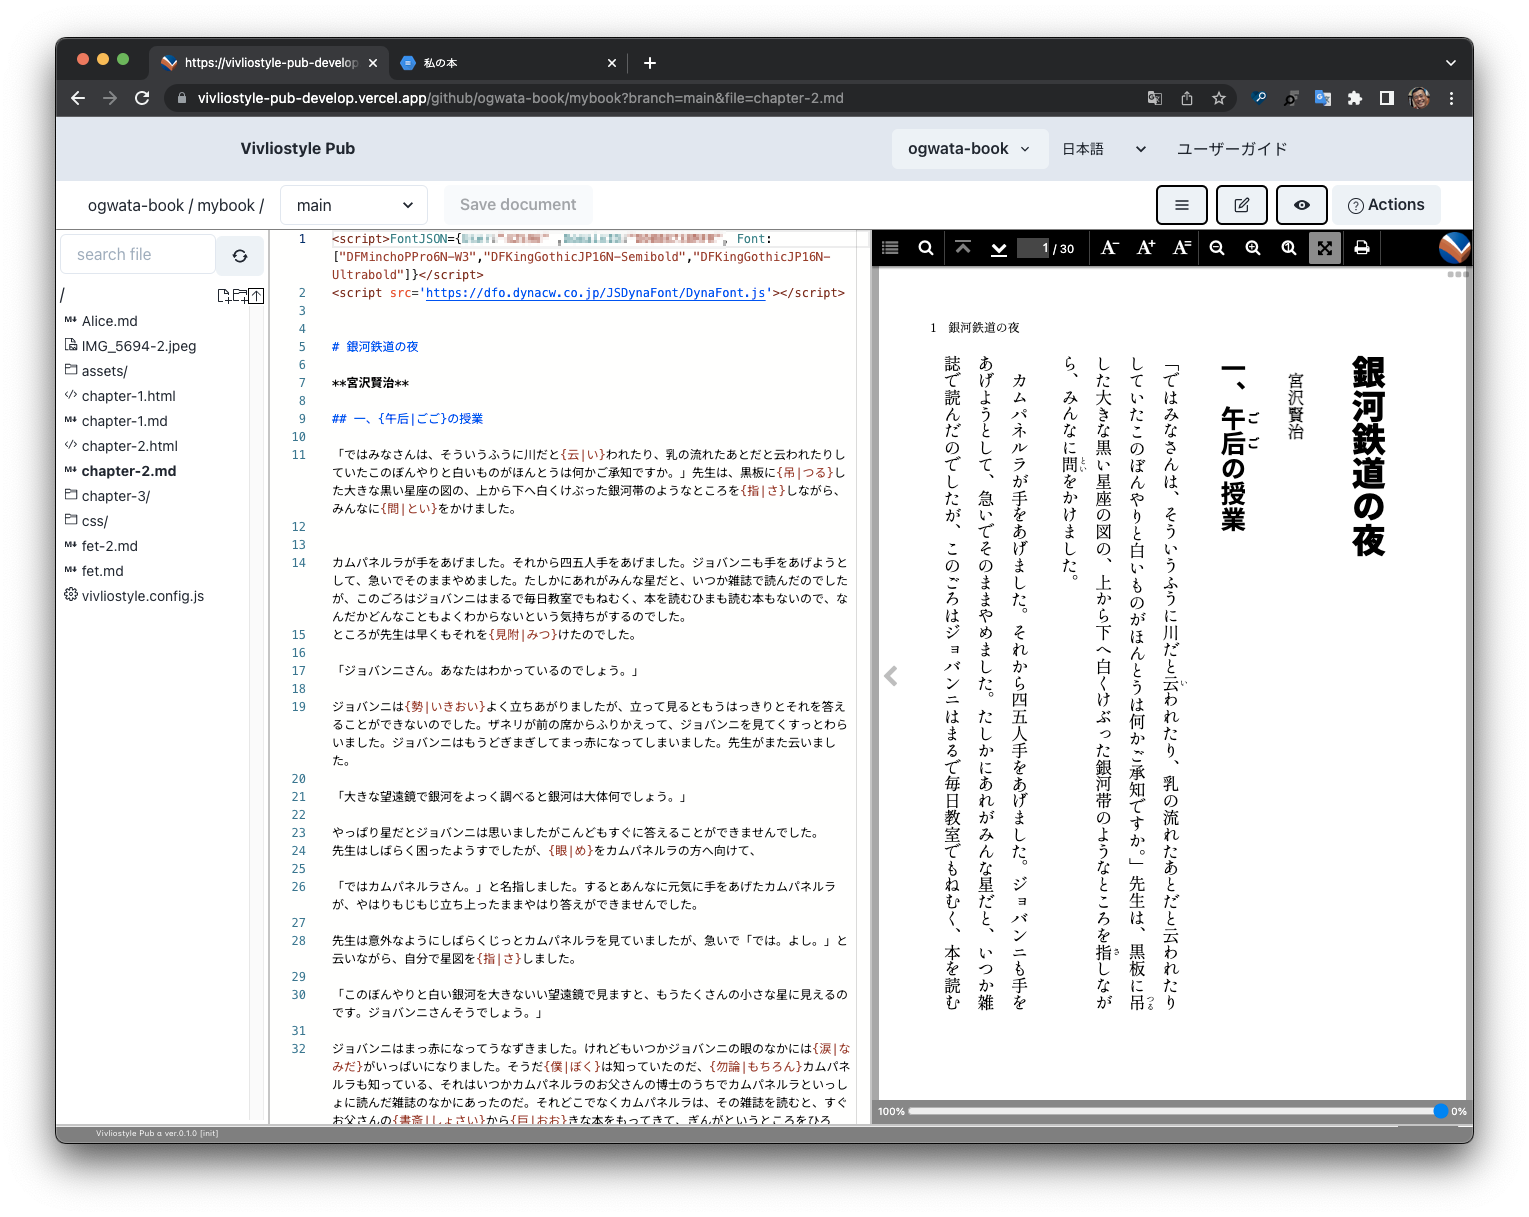 https://vivliostyle-pub-develop
私の本
vivliostyle-pub-develop.vercel.app/github/ogwata-book/mybook?branch=main&file=chapter-2.md
Vivliostyle Pub
ogwata-book
日本語
ユーザーガイド
ogwata-book / mybook /
main
Save document
Actions
search file
/
Alice.md
IMG_5694-2.jpeg
assets/
chapter-1.html
chapter-1.md
chapter-2.html
chapter-2.md
chapter-3/
css/
fet-2.md
fet.md
vivliostyle.config.js
1 <script>FontJSON={ , Font:
["DFMinchoPPro6N-W3","DFKingGothicJP16N-Semibold","DFKingGothicJP16N-
Ultrabold"]}</script>
2 <script src='https://dfo.dynacw.co.jp/JSDynaFont/DynaFont.js'></script>
3
4
5 # 銀河鉄道の夜
6
7 **宮沢賢治**
8
9 ## 一、{午后|ごご}の授業
10
11 「ではみなさんは、そういうふうに川だと{云|い}われたり、乳の流れたあとだと云われたりし
ていたこのぼんやりと白いものがほんとうは何かご承知ですか。」先生は、黒板に{吊|つる}し
た大きな黒い星座の図の、上から下へ白くけぶった銀河帯のようなところを{指|さ}しながら、
みんなに{問|とい}をかけました。
12
13
14 カムパネルラが手をあげました。それから四五人手をあげました。ジョバンニも手をあげようと
して、急いでそのままやめました。たしかにあれがみんな星だと、いつか雑誌で読んだのでした
が、このごろはジョバンニはまるで毎日教室でもねむく、本を読むひまも読む本もないので、な
んだかどんなこともよくわからないという気持ちがするのでした。
15 ところが先生は早くもそれを{見附|みつ}けたのでした。
16
17 「ジョバンニさん。あなたはわかっているのでしょう。」
18
19 ジョバンニは{勢|いきおい}よく立ちあがりましたが、立って見るともうはっきりとそれを答え
ることができないのでした。ザネリが前の席からふりかえって、ジョバンニを見てくすっとわら
いました。ジョバンニはもうどぎまぎしてまっ赤になってしまいました。先生がまた云いまし
た。
20
21 「大きな望遠鏡で銀河をよっく調べると銀河は大体何でしょう。」
22
23 やっぱり星だとジョバンニは思いましたがこんどもすぐに答えることができませんでした。
24 先生はしばらく困ったようすでしたが、{眼|め}をカムパネルラの方へ向けて、
25
26 「ではカムパネルラさん。」と名指しました。するとあんなに元気に手をあげたカムパネルラ
が、やはりもじもじ立ち上ったままやはり答えができませんでした。
27
28 先生は意外なようにしばらくじっとカムパネルラを見ていましたが、急いで「では。よし。」と
云いながら、自分で星図を{指|さ}しました。
29
30 「このぼんやりと白い銀河を大きないい望遠鏡で見ますと、もうたくさんの小さな星に見えるの
です。ジョバンニさんそうでしょう。」
31
32 ジョバンニはまっ赤になってうなずきました。けれどもいつかジョバンニの眼のなかには{涙|な
みだ}がいっぱいになりました。そうだ{僕|ぼく}は知っていたのだ、{勿論|もちろん}カムパネ
ルラも知っている、それはいつかカムパネルラのお父さんの博士のうちでカムパネルラといっし
ょに読んだ雑誌のなかにあったのだ。それどこでなくカムパネルラは、その雑誌を読むと、すぐ
お父さんの{書斎|しょさい}から{巨|おお}きな本をもってきて、ぎんがというところをひろ
1 / 30
A- A+ A=
1 銀河鉄道の夜
銀河鉄道の夜
宮沢賢治
一、午后ごごの授業
「ではみなさんは、そういうふうに川だと云いわれたり、乳の流れたあとだと云われたり
していたこのぼんやりと白いものがほんとうは何かご承知ですか。」先生は、黒板に吊つる
した大きな黒い星座の図の、上から下へ白くけぶった銀河帯のようなところを指さしなが
ら、みんなに問といをかけました。
カムパネルラが手をあげました。それから四五人手をあげました。ジョバンニも手を
あげようとして、急いでそのままやめました。たしかにあれがみんな星だと、いつか雑
誌で読んだのでしたが、このごろはジョバンニはまるで毎日教室でもねむく、本を読む
100%
0%
Vivliostyle Pub α ver.0.1.0 [init]